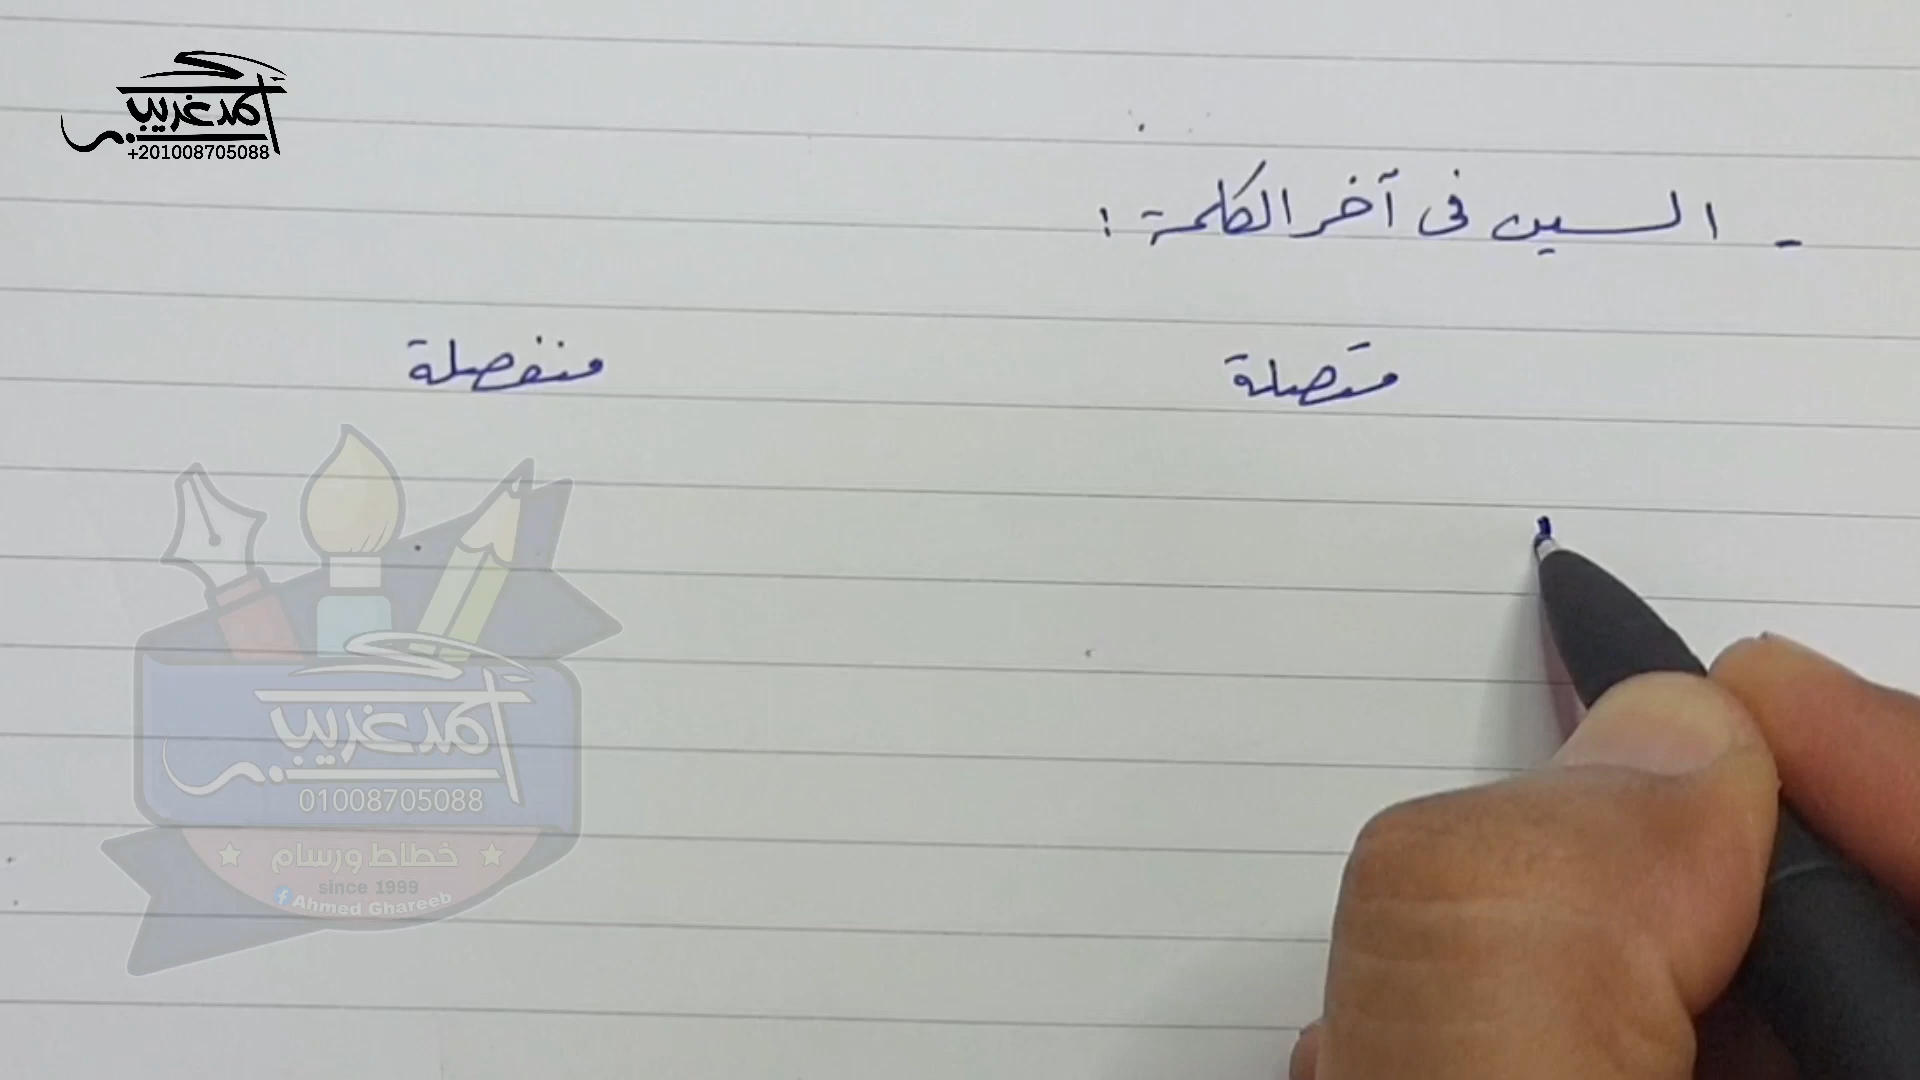 أحمد غريب
+201008705088
- السين فى آخر الكلمة :
متصلة منفصلة
أحمد غريب
01008705088
خطاط ورسام
since 1999
Ahmed Ghareeb